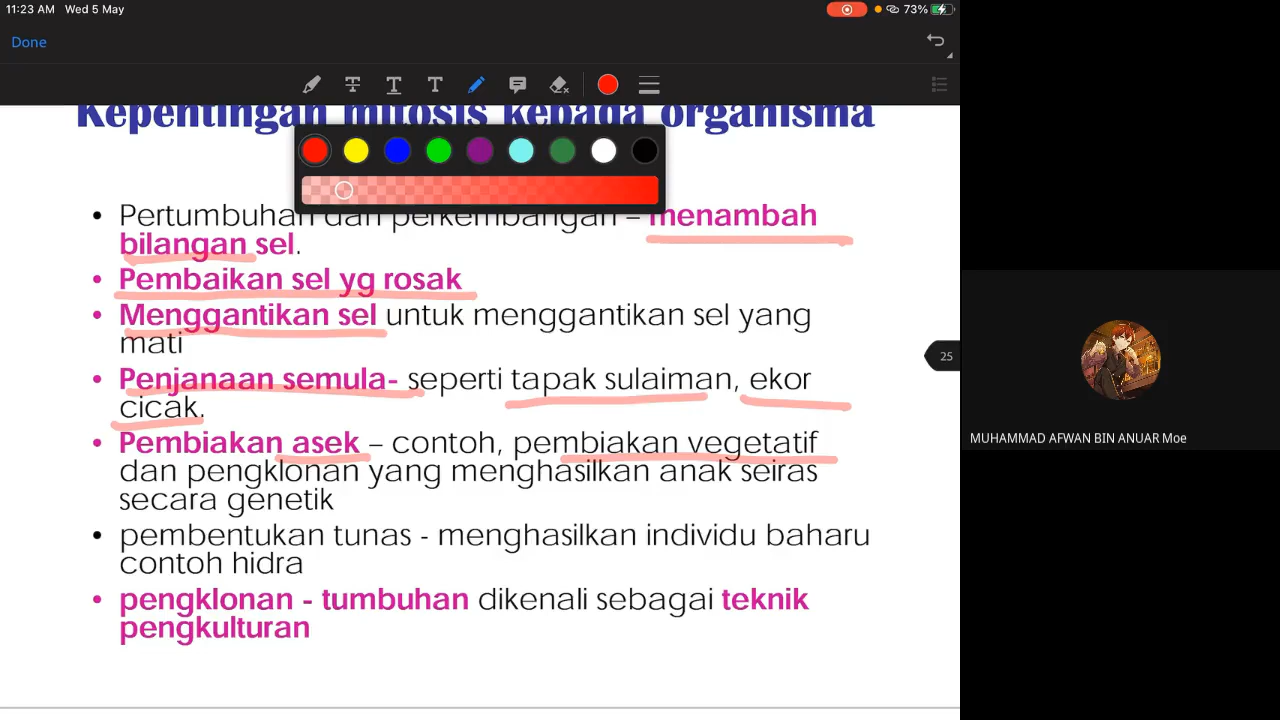 11:23 AM Wed 5 May
73%
Done
Kepentingan mitosis kepada organisma
• Pertumbuhan dan perkembangan – menambah
bilangan sel.
• Pembaikan sel yg rosak
• Menggantikan sel untuk menggantikan sel yang
mati
• Penjanaan semula- seperti tapak sulaiman, ekor
cicak.
• Pembiakan asek – contoh, pembiakan vegetatif
dan pengklonan yang menghasilkan anak seiras
secara genetik
• pembentukan tunas - menghasilkan individu baharu
contoh hidra
• pengklonan - tumbuhan dikenali sebagai teknik
pengkulturan
25
MUHAMMAD AFWAN BIN ANUAR Moe